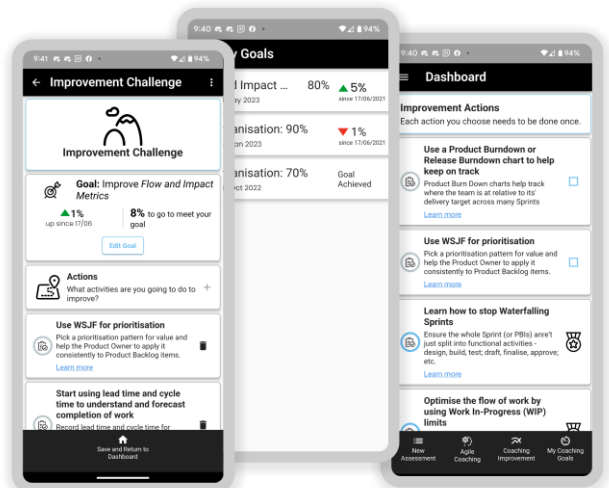 9:41
94%
Improvement Challenge
Improvement Challenge
Goal: Improve Flow and Impact
Metrics
1%
up since 17/06
8% to go to meet your
goal
Edit Goal
Actions
What activities are you going to do to
improve?
Use WSJF for prioritisation
Pick a prioritisation pattern for value and
help the Product Owner to apply it
consistently to Product Backlog items.
Learn more
Start using lead time and cycle
time to understand and forecast
completion of work
Record lead time and cycle time for
Save and Return to
Dashboard
9:40
94%
Goals
Impact ... 80% 5%
2023 since 17/06/2021
anisation: 90% 1%
on 2023 since 17/06/2021
anisation: 70% Goal
ect 2022 Achieved
9:40
94%
Dashboard
Improvement Actions
Each action you choose needs to be done once.
Use a Product Burndown or
Release Burndown chart to help
keep on track
Product Burn Down charts help track
where the team is at relative to its'
delivery target across many Sprints
Learn more
Use WSJF for prioritisation
Pick a prioritisation pattern for value and
help the Product Owner to apply it
consistently to Product Backlog items.
Learn more
Learn how to stop Waterfalling
Sprints
Ensure the whole Sprint (or PBIs) anre't
just split into functional activities -
design, build, test; draft, finalise, approve;
etc.
Learn more
Optimise the flow of work by
using Work In-Progress (WIP)
limits
New
Assessment
Agile
Coaching
Coaching
Improvement
My Coaching
Goals